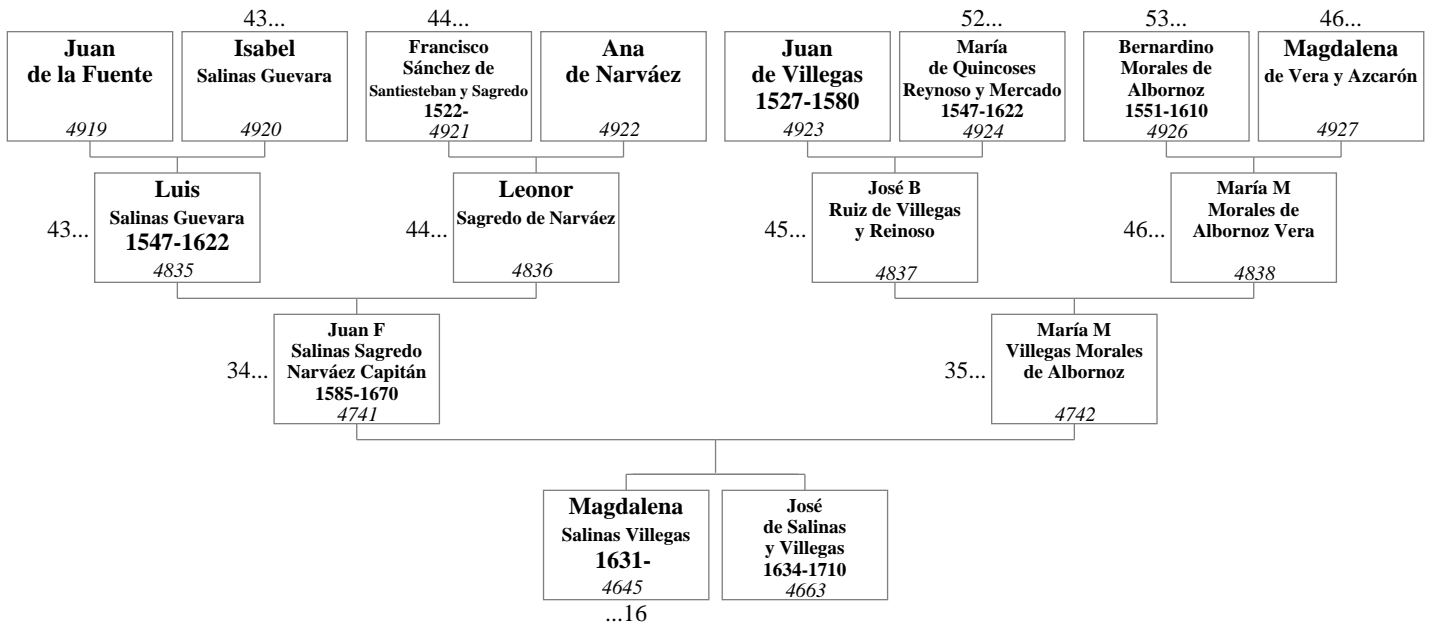 43...
44...
52...
53...
46...
Juan
de la Fuente
4919
Isabel
Salinas Guevara
4920
Francisco
Sánchez de
Santiesteban y Sagredo
1522-
4921
Ana
de Narváez
4922
Juan
de Villegas
1527-1580
4923
María
de Quincoses
Reynoso y Mercado
1547-1622
4924
Bernardino
Morales de
Albornoz
1551-1610
4926
Magdalena
de Vera y Azcarón
4927
43...
Luis
Salinas Guevara
1547-1622
4835
44...
Leonor
Sagredo de Narváez
4836
45...
José B
Ruiz de Villegas
y Reinoso
4837
46...
María M
Morales de
Albornoz Vera
4838
34...
Juan F
Salinas Sagredo
Narváez Capitán
1585-1670
4741
35...
María M
Villegas Morales
de Albornoz
4742
Magdalena
Salinas Villegas
1631-
4645
...16
José
de Salinas
y Villegas
1634-1710
4663